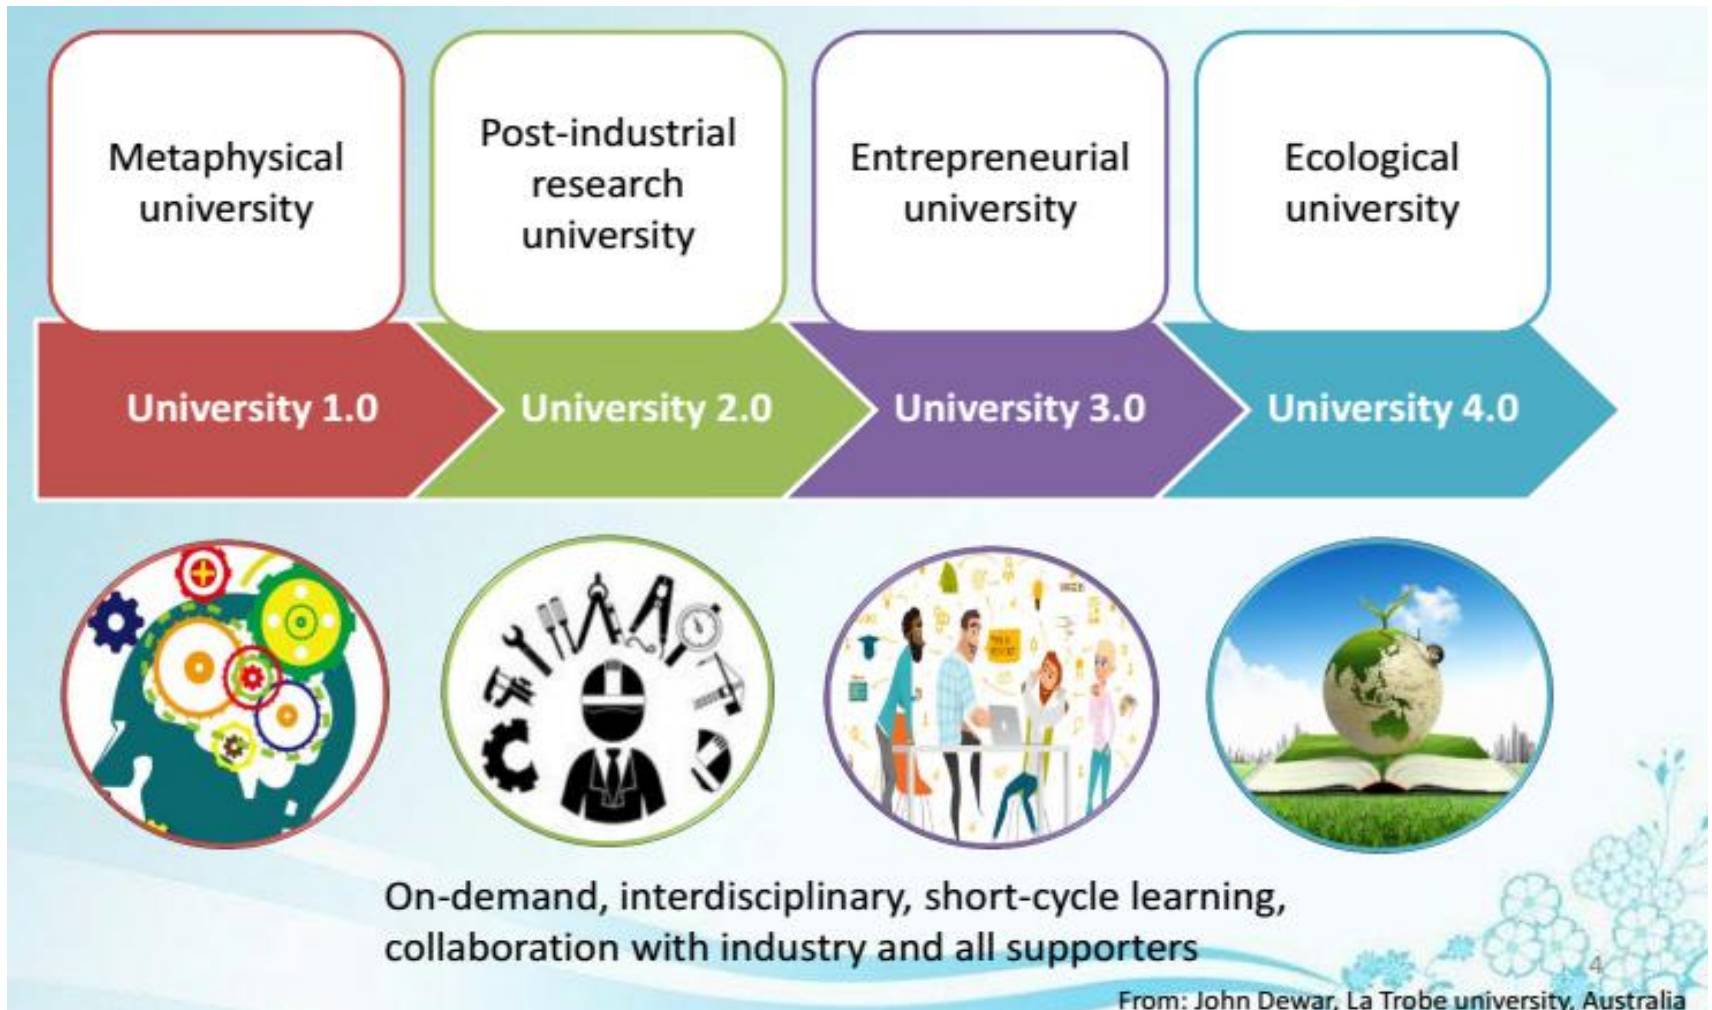 Metaphysical
university
Post-industrial
research
university
Entrepreneurial
university
Ecological
university
University 1.0
University 2.0
University 3.0
University 4.0
On-demand, interdisciplinary, short-cycle learning,
collaboration with industry and all supporters
4
From: John Dewar, La Trobe university, Australia